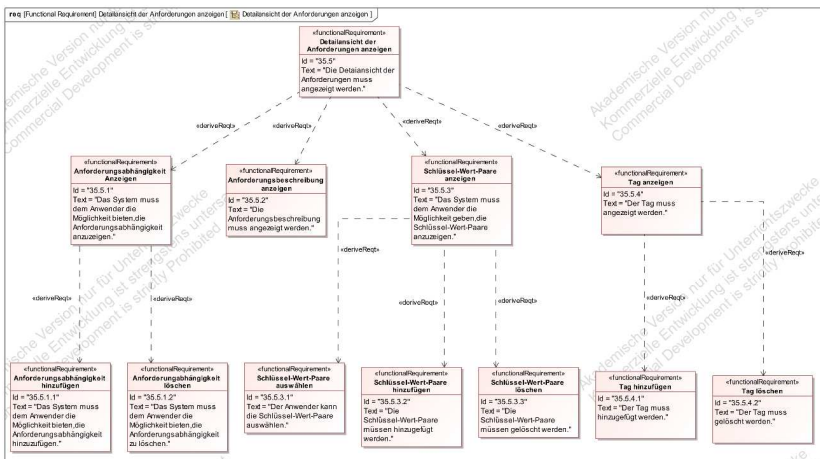 req [Functional Requirement] Detailansicht der Anforderungen anzeigen [ Detailansicht der Anforderungen anzeigen ]
«functionalRequirement»
Detailansicht der
Anforderungen anzeigen
Id = "35.5"
Text = "Die Detaiansicht der
Anforderungen muss
angezeigt werden."
«deriveReqt»
«deriveReqt»
«deriveReqt»
«deriveReqt»
«functionalRequirement»
Anforderungsabhängigkeit
Anzeigen
Id = "35.5.1"
Text = "Das System muss
dem Anwender die
Möglichkeit bieten,die
Anforderungsabhängigkeit
anzuzeigen."
«functionalRequirement»
Anforderungsbeschreibung
anzeigen
Id = "35.5.2"
Text = "Die
Anforderungsbeschreibung
muss angezeigt werden."
«functionalRequirement»
Schlüssel-Wert-Paare
anzeigen
Id = "35.5.3"
Text = "Das System muss
dem Anwender die
Möglichkeit geben,die
Schlüssel-Wert-Paare
anzuzeigen."
«functionalRequirement»
Tag anzeigen
Id = "35.5.4"
Text = "Der Tag muss
angezeigt werden."
«deriveReqt»
«deriveReqt»
«deriveReqt»
«deriveReqt»
«deriveReqt»
«deriveReqt»
«deriveReqt»
«functionalRequirement»
Anforderungsabhängigkeit
hinzufügen
Id = "35.5.1.1"
Text = "Das System muss
dem Anwender die
Möglichkeit bieten,die
Anforderungsabhängigkeit
hinzuzufügen."
«functionalRequirement»
Anforderungabhängigkeit
löschen
Id = "35.5.1.2"
Text = "Das System muss
dem Anwender die
Möglichkeit bieten,die
Anforderungsabhängigkeit
zu löschen."
«functionalRequirement»
Schlüssel-Wert-Paare
auswählen
Id = "35.5.3.1"
Text = "Der Anwender kann
die Schlüssel-Wert-Paare
auswählen."
«functionalRequirement»
Schlüssel-Wert-Paare
hinzufügen
Id = "35.5.3.2"
Text = "Die
Schlüssel-Wert-Paare
müssen hinzugefügt
werden."
«functionalRequirement»
Schlüssel-Wert-Paare
löschen
Id = "35.5.3.3"
Text = "Die
Schlüssel-Wert-Paare
müssen gelöscht werden."
«functionalRequirement»
Tag hinzufügen
Id = "35.5.4.1"
Text = "Der Tag muss
hinzugefügt werden."
«functionalRequirement»
Tag löschen
Id = "35.5.4.2"
Text = "Der Tag muss
gelöscht werden."
Akademische Version nur
Kommerzielle Entwicklung ist
Commercial Development is